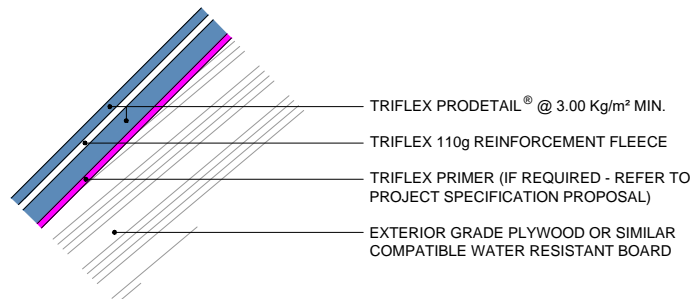 TRIFLEX PRODETAIL® @ 3.00 Kg/m² MIN.
TRIFLEX 110g REINFORCEMENT FLEECE
TRIFLEX PRIMER (IF REQUIRED - REFER TO
PROJECT SPECIFICATION PROPOSAL)
EXTERIOR GRADE PLYWOOD OR SIMILAR
COMPATIBLE WATER RESISTANT BOARD